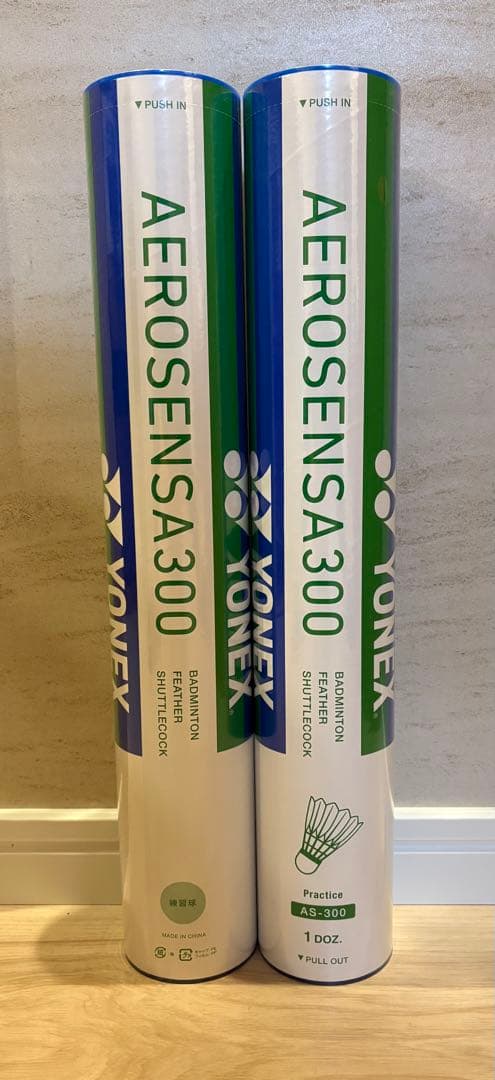 ▼PUSH IN
AEROSENSA300
YONEX
YONEX
BADMINTON
FEATHER
SHUTTLECOCK
練習球
MADE IN CHINA
▼PUSH IN
AEROSENSA300
YONEX
BADMINTON
FEATHER
SHUTTLECOCK
Practice
AS-300
1 DOZ.
▼PULL OUT